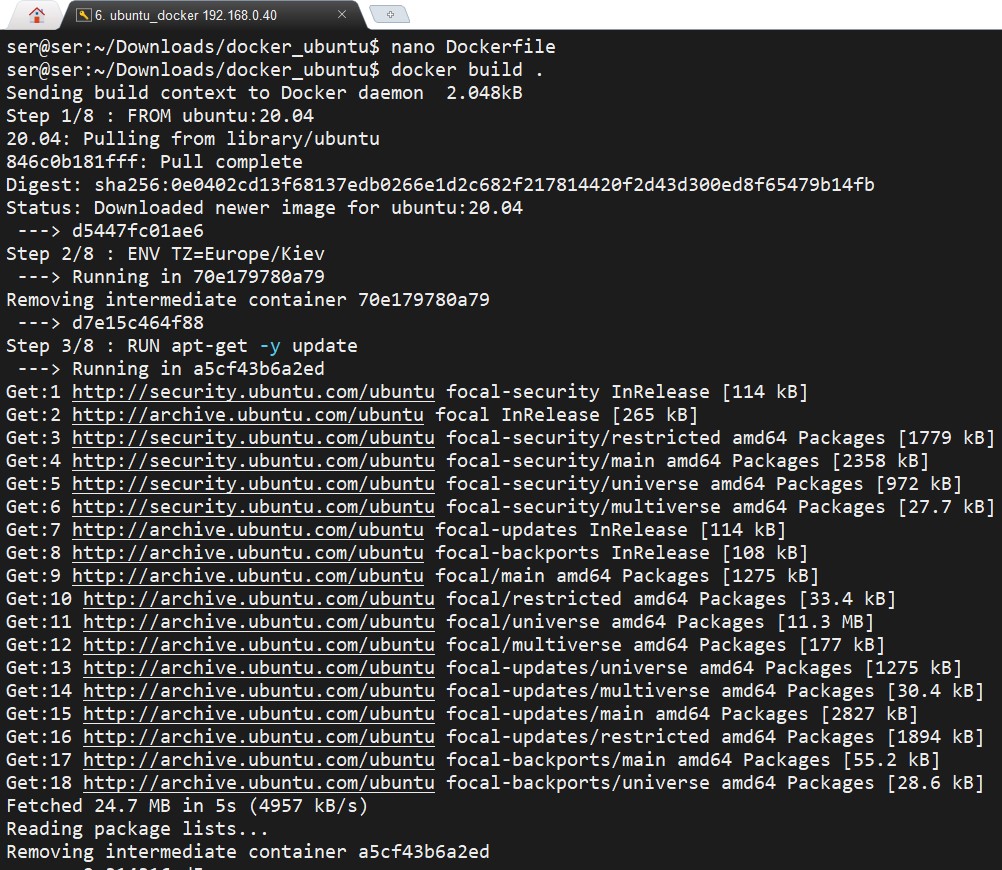 6. ubuntu_docker 192.168.0.40
ser@ser:~/Downloads/docker_ubuntu$ nano Dockerfile
ser@ser:~/Downloads/docker_ubuntu$ docker build .
Sending build context to Docker daemon  2.048kB
Step 1/8 : FROM ubuntu:20.04
20.04: Pulling from library/ubuntu
846c0b181fff: Pull complete
Digest: sha256:0e0402cd13f68137edb0266e1d2c682f217814420f2d43d300ed8f65479b14fb
Status: Downloaded newer image for ubuntu:20.04
 ---> d5447fc01ae6
Step 2/8 : ENV TZ=Europe/Kiev
 ---> Running in 70e179780a79
Removing intermediate container 70e179780a79
 ---> d7e15c464f88
Step 3/8 : RUN apt-get -y update
 ---> Running in a5cf43b6a2ed
Get:1 http://security.ubuntu.com/ubuntu focal-security InRelease [114 kB]
Get:2 http://archive.ubuntu.com/ubuntu focal InRelease [265 kB]
Get:3 http://security.ubuntu.com/ubuntu focal-security/restricted amd64 Packages [1779 kB]
Get:4 http://security.ubuntu.com/ubuntu focal-security/main amd64 Packages [2358 kB]
Get:5 http://security.ubuntu.com/ubuntu focal-security/universe amd64 Packages [972 kB]
Get:6 http://security.ubuntu.com/ubuntu focal-security/multiverse amd64 Packages [27.7 kB]
Get:7 http://archive.ubuntu.com/ubuntu focal-updates InRelease [114 kB]
Get:8 http://archive.ubuntu.com/ubuntu focal-backports InRelease [108 kB]
Get:9 http://archive.ubuntu.com/ubuntu focal/main amd64 Packages [1275 kB]
Get:10 http://archive.ubuntu.com/ubuntu focal/restricted amd64 Packages [33.4 kB]
Get:11 http://archive.ubuntu.com/ubuntu focal/universe amd64 Packages [11.3 MB]
Get:12 http://archive.ubuntu.com/ubuntu focal/multiverse amd64 Packages [177 kB]
Get:13 http://archive.ubuntu.com/ubuntu focal-updates/universe amd64 Packages [1275 kB]
Get:14 http://archive.ubuntu.com/ubuntu focal-updates/multiverse amd64 Packages [30.4 kB]
Get:15 http://archive.ubuntu.com/ubuntu focal-updates/main amd64 Packages [2827 kB]
Get:16 http://archive.ubuntu.com/ubuntu focal-updates/restricted amd64 Packages [1894 kB]
Get:17 http://archive.ubuntu.com/ubuntu focal-backports/main amd64 Packages [55.2 kB]
Get:18 http://archive.ubuntu.com/ubuntu focal-backports/universe amd64 Packages [28.6 kB]
Fetched 24.7 MB in 5s (4957 kB/s)
Reading package lists...
Removing intermediate container a5cf43b6a2ed